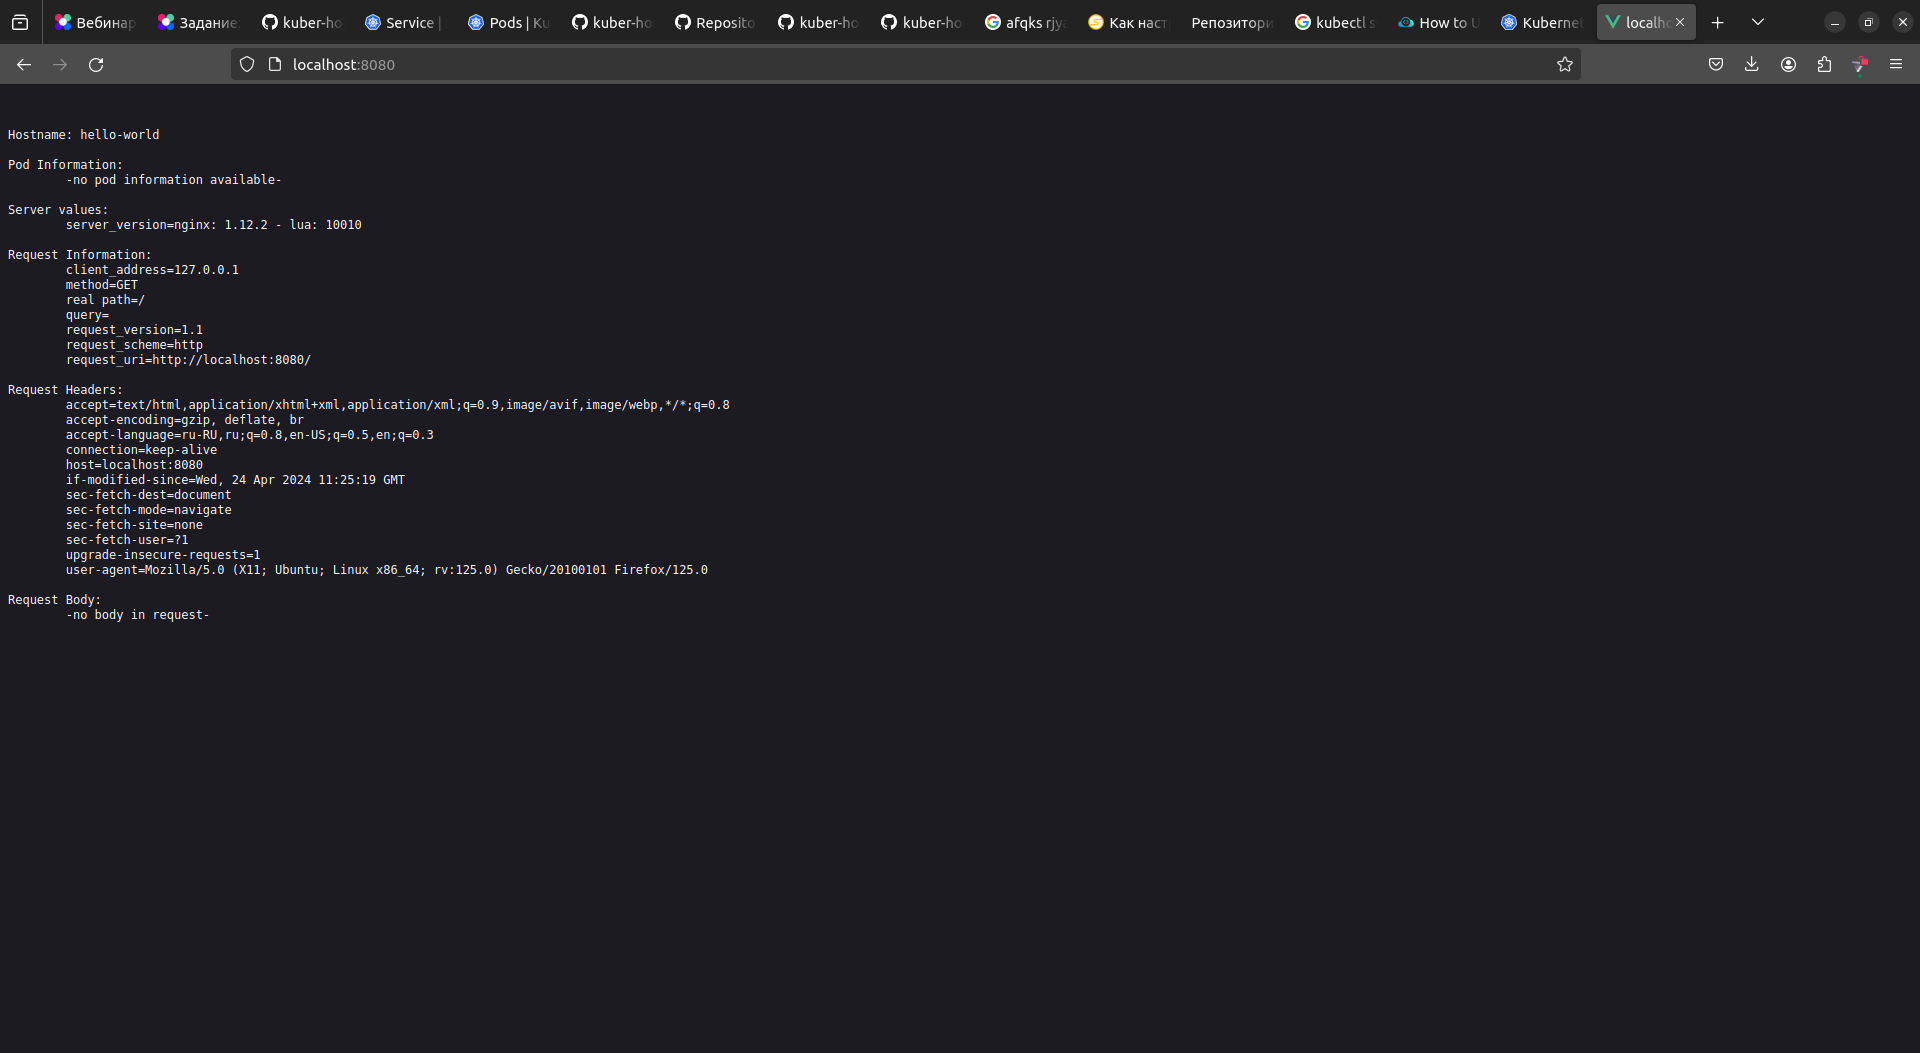 Вебинар
Задание:
kuber-ho
Service |
Pods | Ku
kuber-ho
Reposito
kuber-ho
kuber-ho
afqks rjy
Как наст
Репозитори
kubectl s
How to U
Kubernet
localho
localhost:8080
Hostname: hello-world
Pod Information:
-no pod information available-
Server values:
server_version=nginx: 1.12.2 - lua: 10010
Request Information:
client_address=127.0.0.1
method=GET
real path=/
query=
request_version=1.1
request_scheme=http
request_uri=http://localhost:8080/
Request Headers:
accept=text/html,application/xhtml+xml,application/xml;q=0.9,image/avif,image/webp,*/*;q=0.8
accept-encoding=gzip, deflate, br
accept-language=ru-RU,ru;q=0.8,en-US;q=0.5,en;q=0.3
connection=keep-alive
host=localhost:8080
if-modified-since=Wed, 24 Apr 2024 11:25:19 GMT
sec-fetch-dest=document
sec-fetch-mode=navigate
sec-fetch-site=none
sec-fetch-user=?1
upgrade-insecure-requests=1
user-agent=Mozilla/5.0 (X11; Ubuntu; Linux x86_64; rv:125.0) Gecko/20100101 Firefox/125.0
Request Body:
-no body in request-